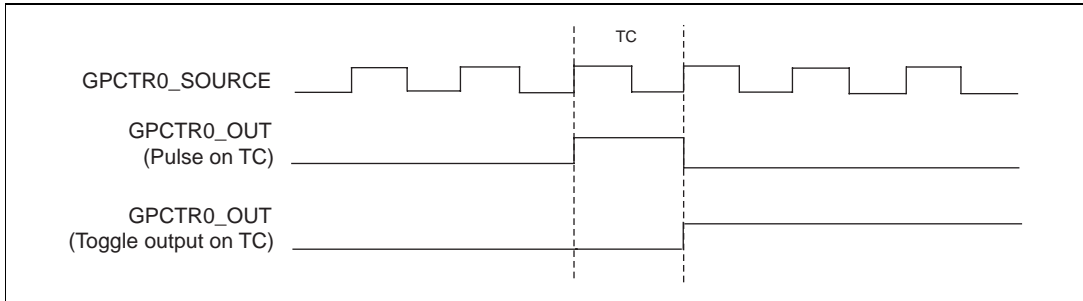 TC
GPCTR0_SOURCE
GPCTR0_OUT
(Pulse on TC)
GPCTR0_OUT
(Toggle output on TC)